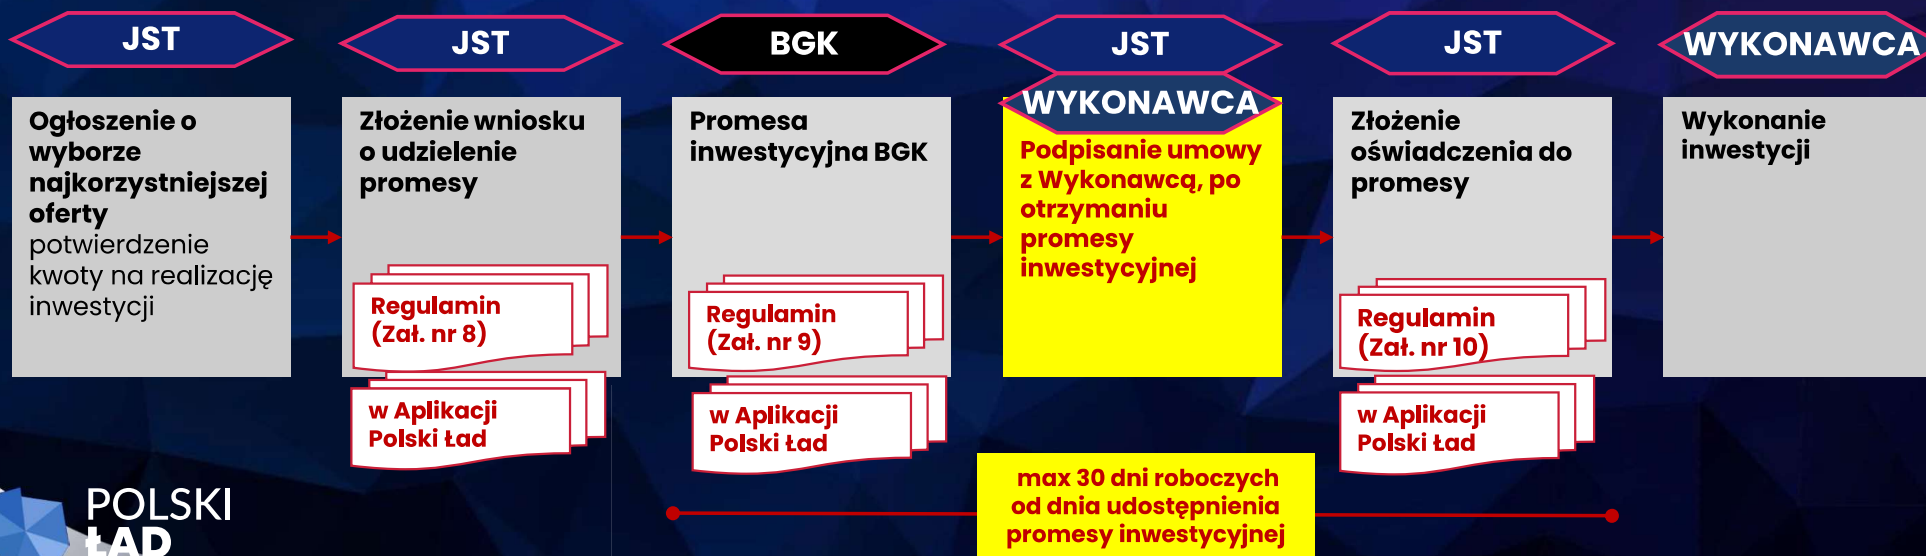 JST
Ogłoszenie o
wyborze
najkorzystniejszej
oferty
potwierdzenie
kwoty na realizację
inwestycji
JST
Złożenie wniosku
o udzielenie
promesy
Regulamin
(Zał. nr 8)
w Aplikacji
Polski Ład
BGK
Promesa
inwestycyjna BGK
Regulamin
(Zał. nr 9)
w Aplikacji
Polski Ład
JST
WYKONAWCA
Podpisanie umowy
z Wykonawcą, po
otrzymaniu
promesy
inwestycyjnej
JST
Złożenie
oświadczenia do
promesy
Regulamin
(Zał. nr 10)
w Aplikacji
Polski Ład
WYKONAWCA
Wykonanie
inwestycji
max 30 dni roboczych
od dnia udostępnienia
promesy inwestycyjnej
POLSKI
ŁAD